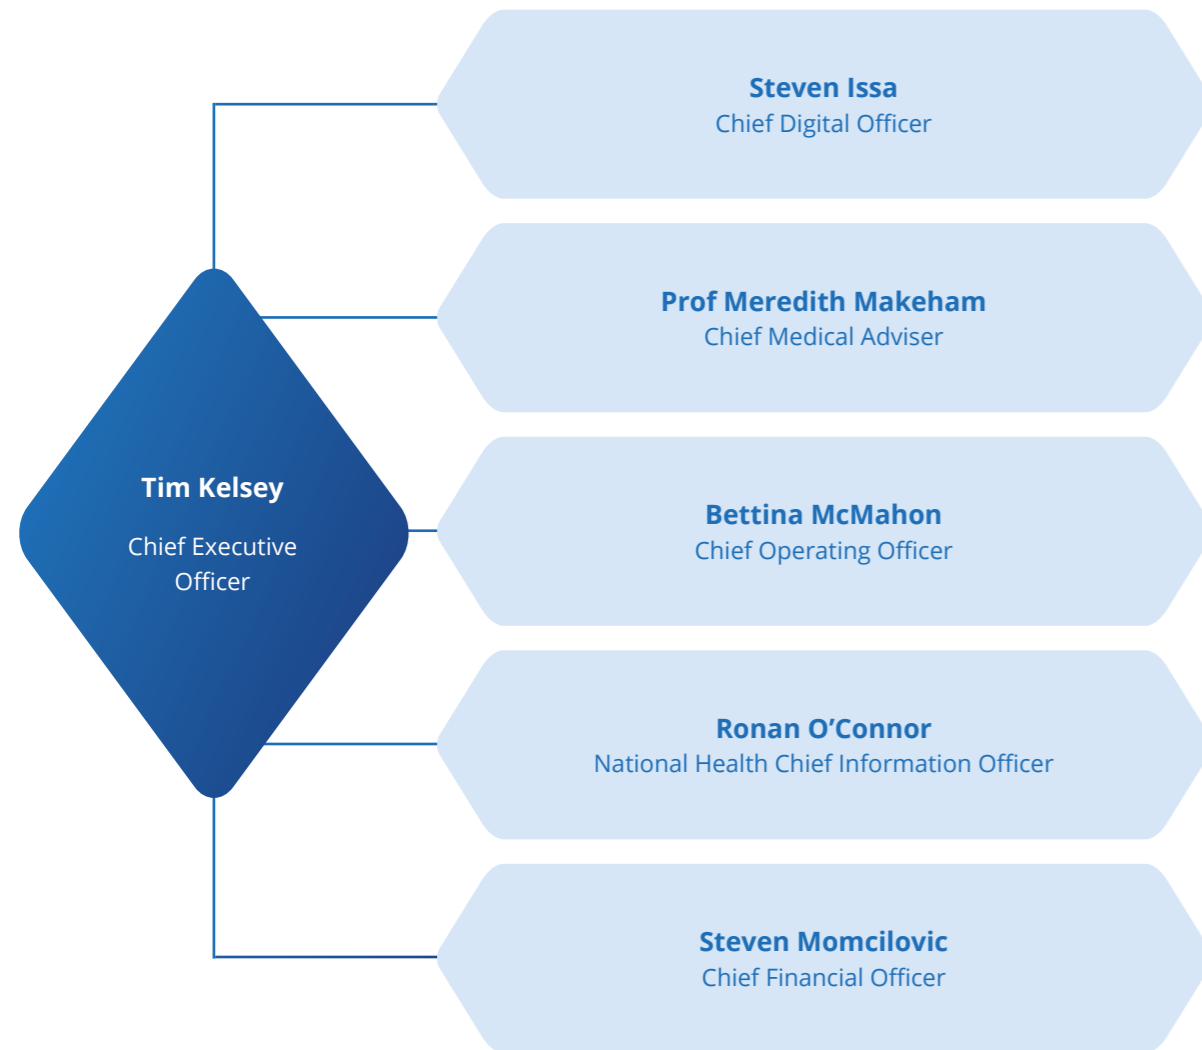 Steven Issa
Chief Digital Officer
Prof Meredith Makeham
Chief Medical Adviser
Tim Kelsey
Chief Executive
Officer
Bettina McMahon
Chief Operating Officer
Ronan O’Connor
National Health Chief Information Officer
Steven Momcilovic
Chief Financial Officer